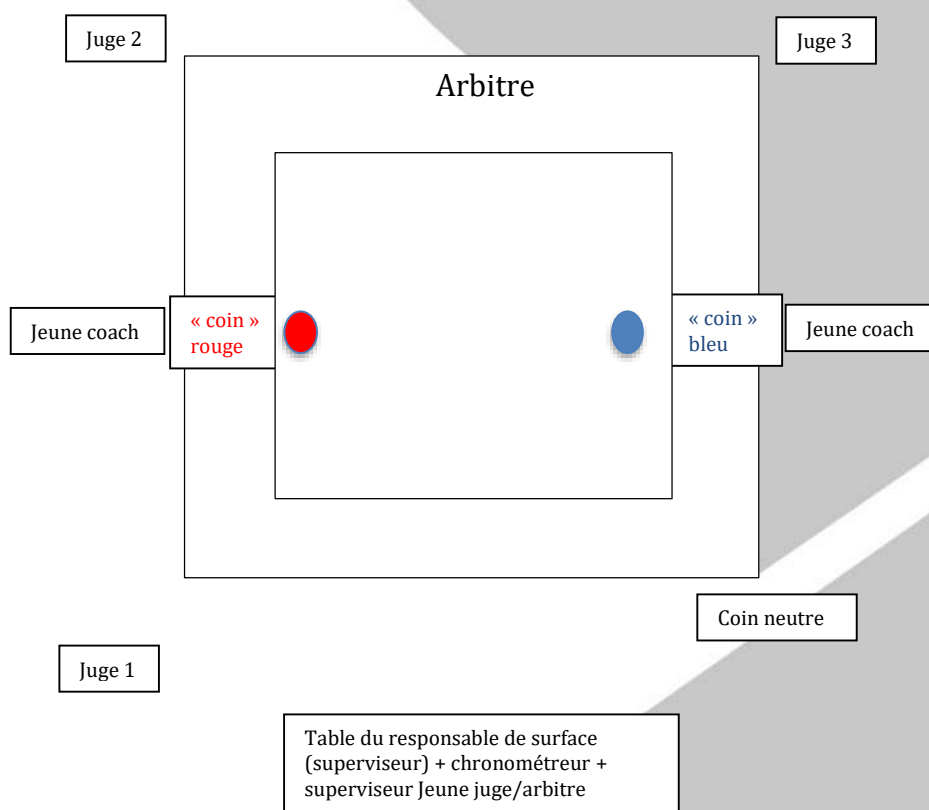 Juge 2
Juge 3
Arbitre
Jeune coach
« coin »
rouge
« coin »
bleu
Jeune coach
Coin neutre
Juge 1
Table du responsable de surface
(superviseur) + chronométreur +
superviseur Jeune juge/arbitre